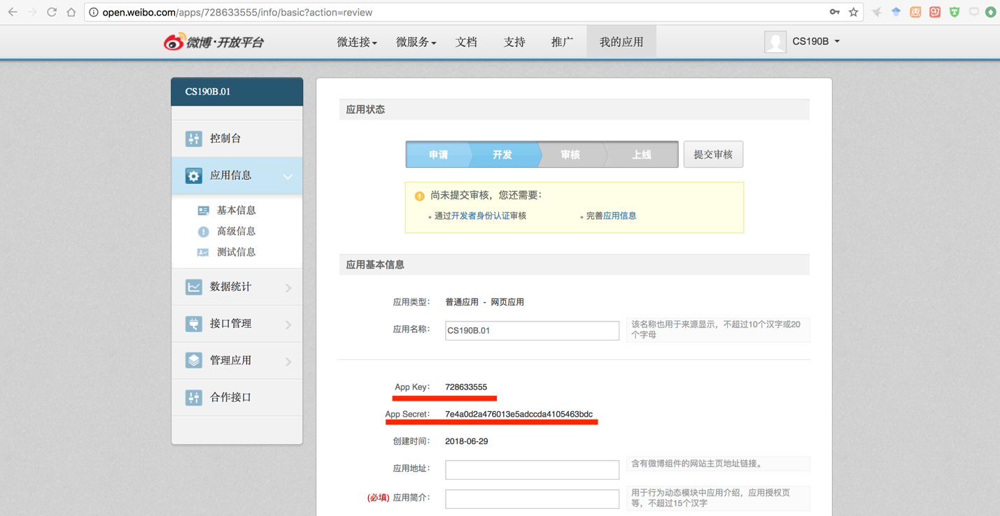 open.weibo.com/apps/728633555/info/basic?action=review
微博·开放平台
微连接
微服务
文档
支持
推广
我的应用
CS190B
CS190B.01
控制台
应用信息
基本信息
高级信息
测试信息
数据统计
接口管理
管理应用
合作接口
应用状态
申请
开发
审核
上线
提交审核
尚未提交审核，您还需要：
通过开发者身份认证审核
完善应用信息
应用基本信息
应用类型： 普通应用 - 网页应用
应用名称： CS190B.01
该名称也用于来源显示，不超过10个汉字或20
个字母
App Key： 728633555
App Secret： 7e4a0d2a476013e5adccda4105463bdc
创建时间： 2018-06-29
应用地址：
含有微博组件的网站主页地址链接。
(必填) 应用简介：
用于行为动态模块中应用介绍，应用授权页
等，不超过15个汉字